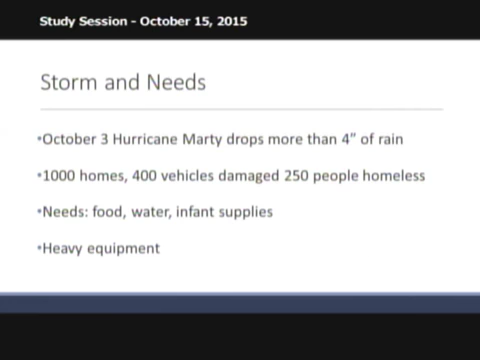 Study Session - October 15, 2015
Storm and Needs
•October 3 Hurricane Marty drops more than 4” of rain
•1000 homes, 400 vehicles damaged 250 people homeless
•Needs: food, water, infant supplies
•Heavy equipment